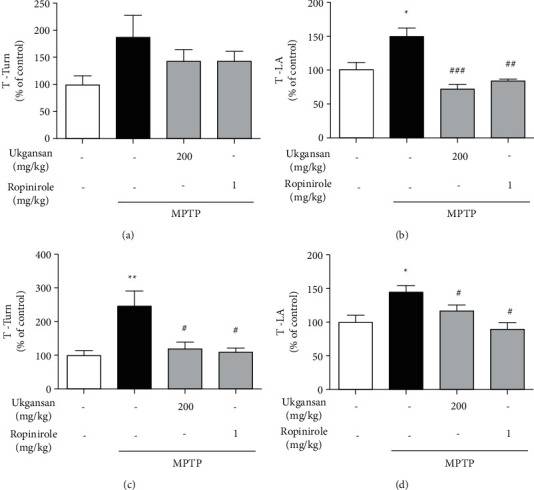 T -Turn
(% of control)
250
200
150
100
50
0
Ukgansan
(mg/kg)
- - 200 -
Ropinirole
(mg/kg)
- - - 1
MPTP
(a)
T -LA
(% of control)
200
150
100
50
0
*
###
##
Ukgansan
(mg/kg)
- - 200 -
Ropinirole
(mg/kg)
- - - 1
MPTP
(b)
T -Turn
(% of control)
400
300
200
100
0
**
# #
Ukgansan
(mg/kg)
- - 200 -
Ropinirole
(mg/kg)
- - - 1
MPTP
(c)
T -LA
(% of control)
200
150
100
50
0
*
#
#
Ukgansan
(mg/kg)
- - 200 -
Ropinirole
(mg/kg)
- - - 1
MPTP
(d)